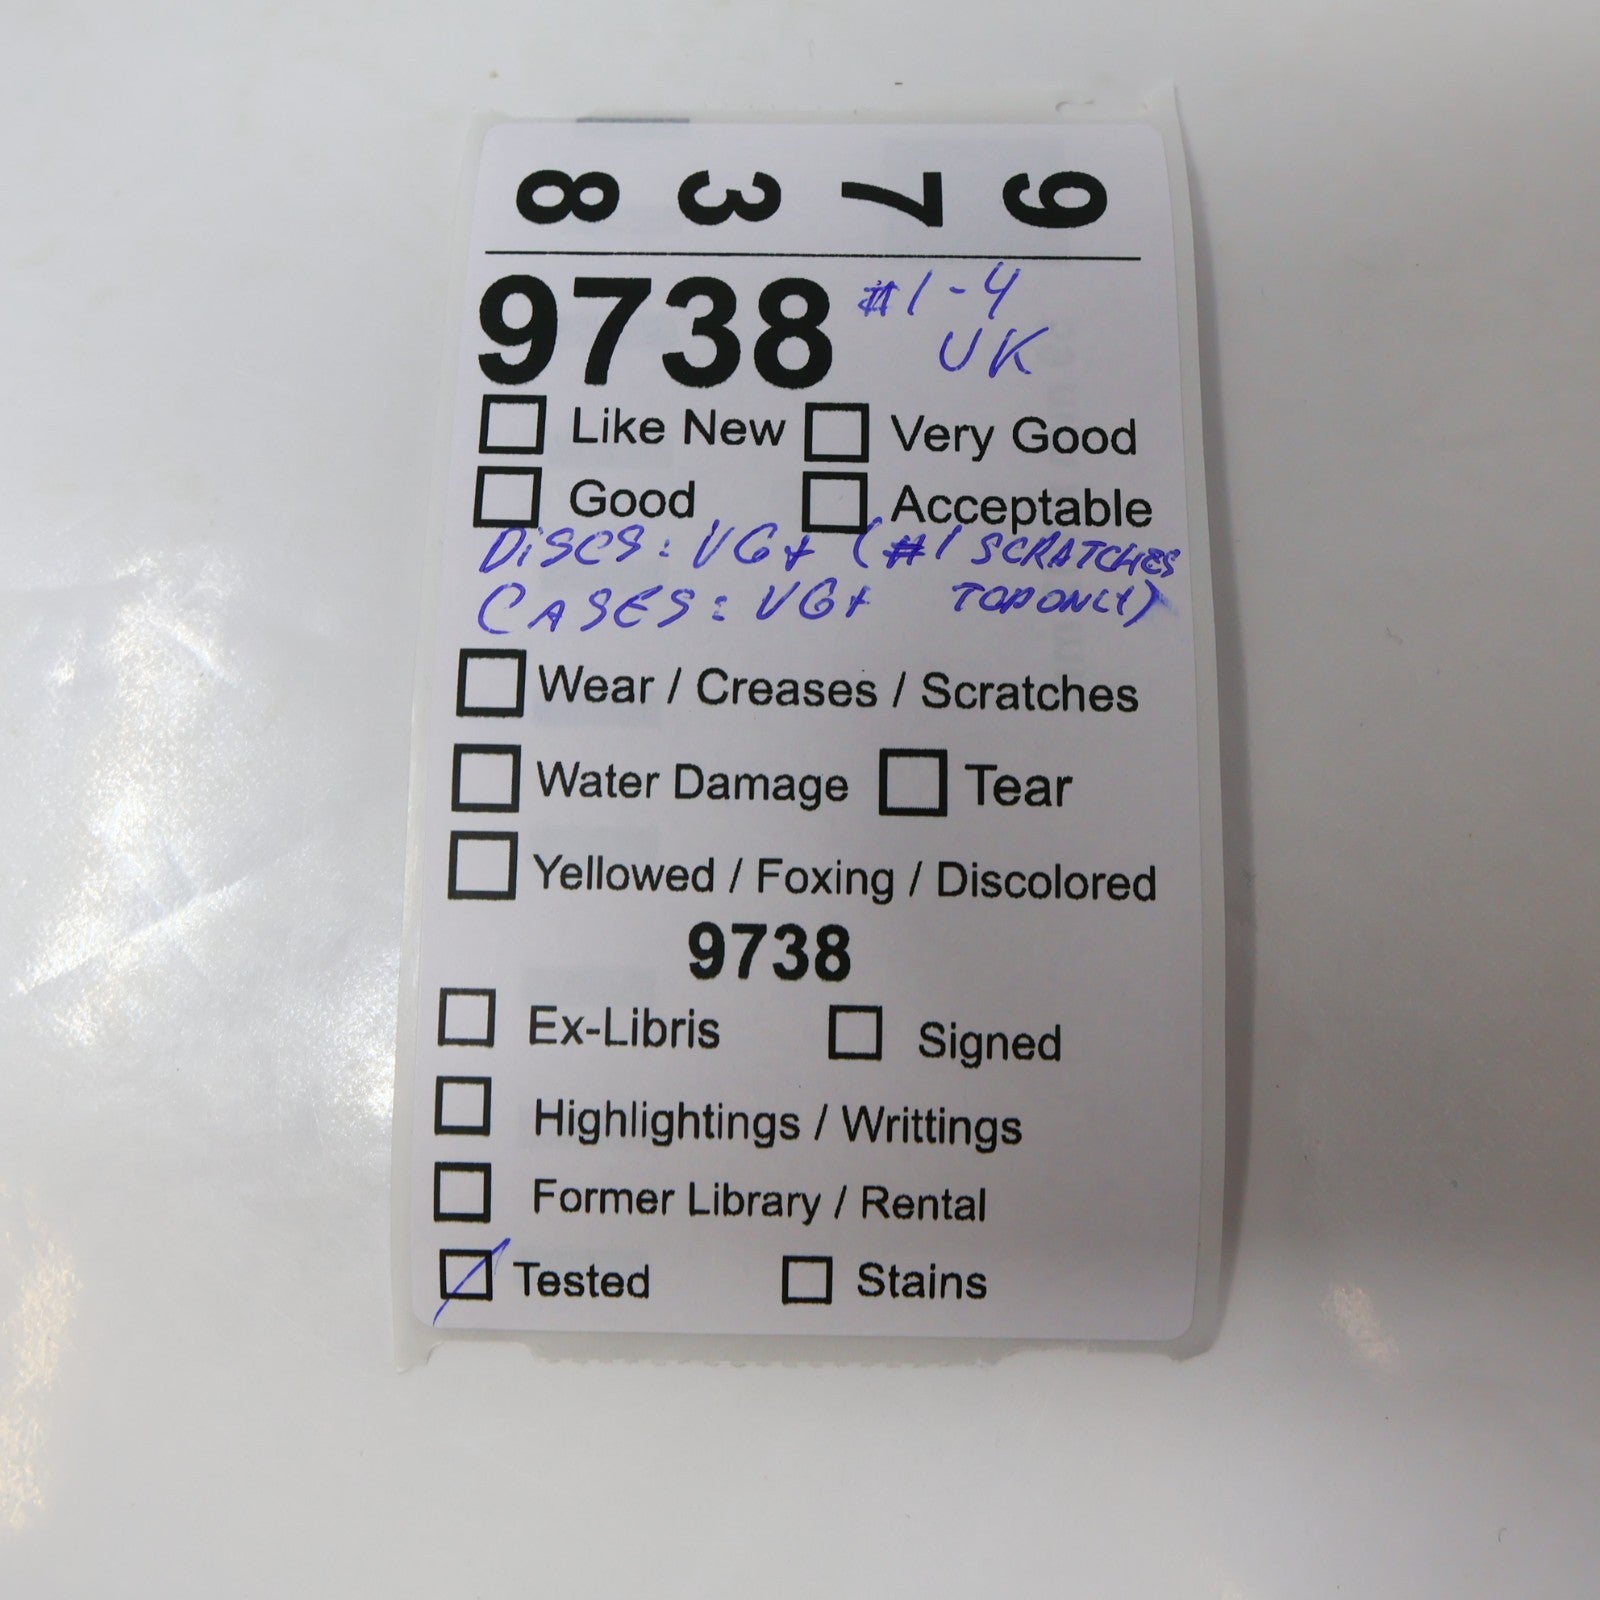 9 7 3 8
9738 #1-4
UK
Like New Very Good
Good Acceptable
DiSCS: VG+ (#1 SCRATCHES
CASES: VG+ TOP ONLY)
Wear / Creases / Scratches
Water Damage Tear
Yellowed / Foxing / Discolored
9738
Ex-Libris Signed
Highlightings / Writtings
Former Library / Rental
Tested Stains